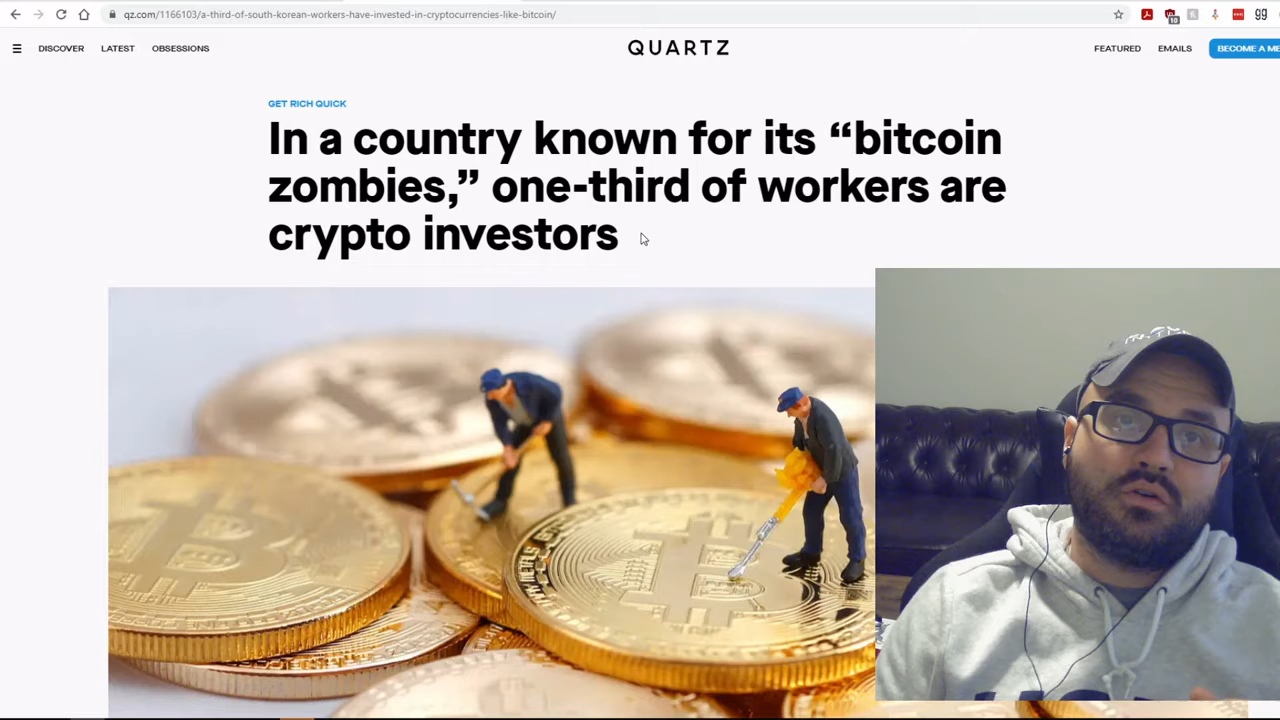 qz.com/1166103/a-third-of-south-korean-workers-have-invested-in-cryptocurrencies-like-bitcoin/
10
gg
DISCOVER LATEST OBSESSIONS QUARTZ FEATURED EMAILS BECOME A ME
GET RICH QUICK
In a country known for its “bitcoin
zombies,” one-third of workers are
crypto investors